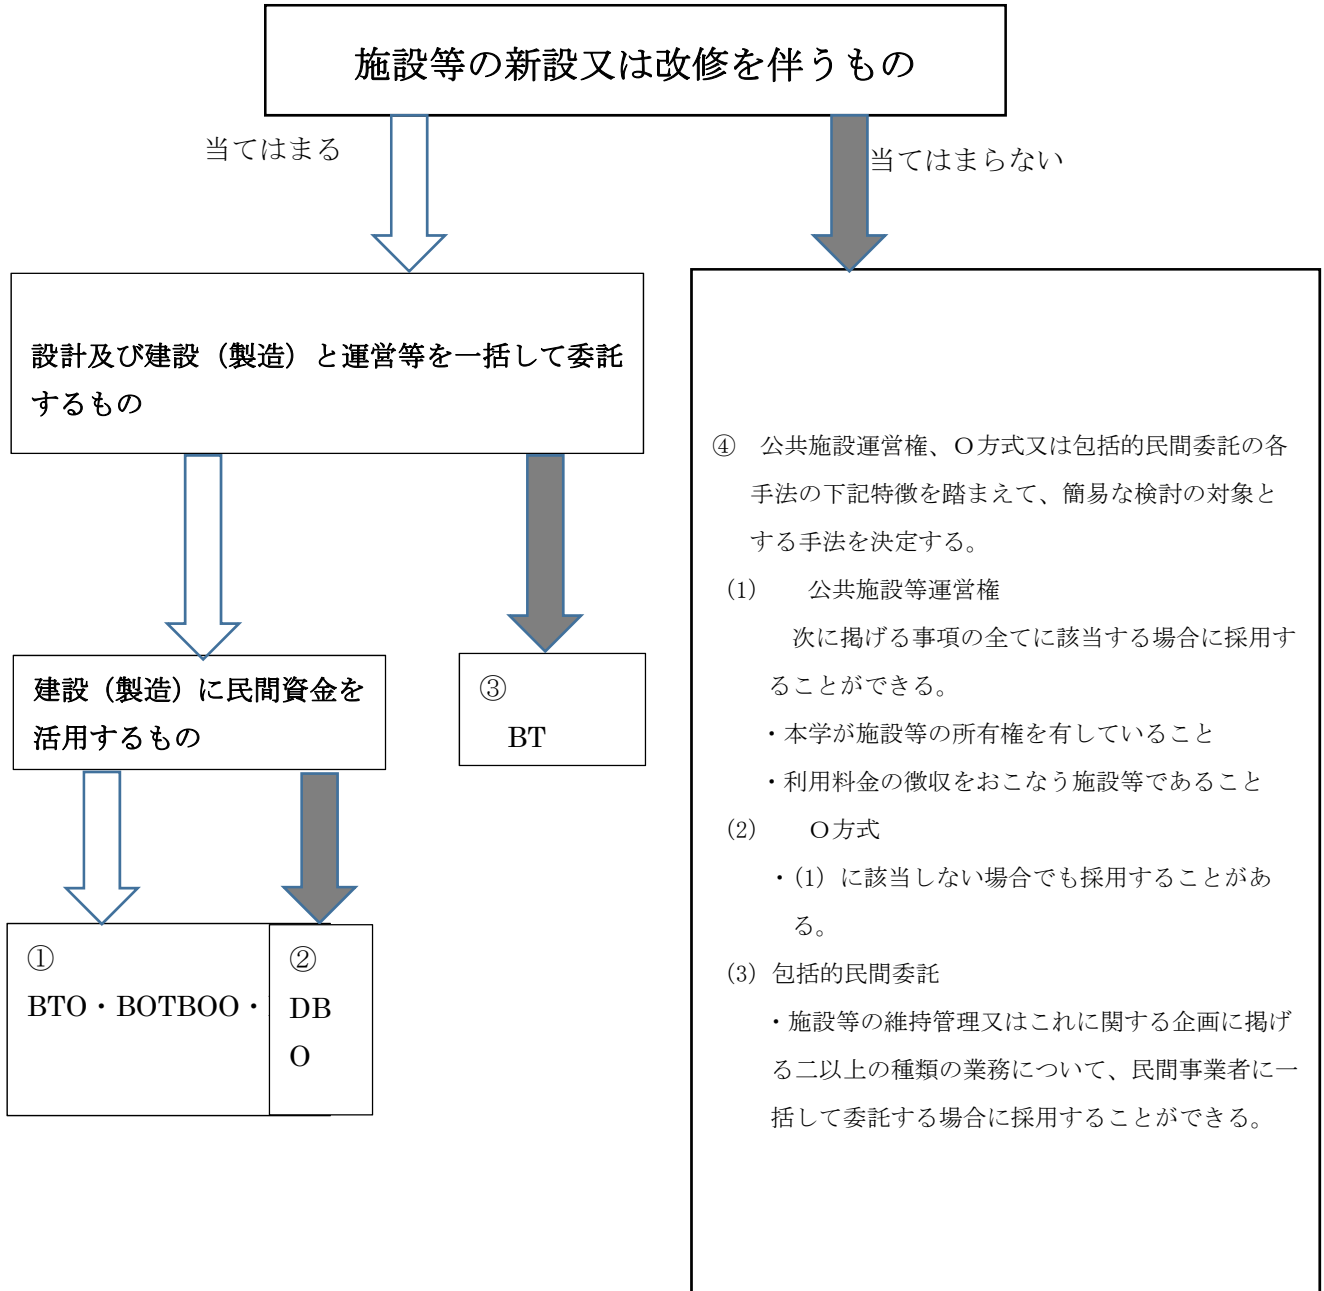 施設等の新設又は改修を伴うもの
当てはまる
当てはまらない
設計及び建設（製造）と運営等を一括して委託
するもの
建設（製造）に民間資金を
活用するもの
③
BT
①
BTO・BOTBOO・
②
DB
O
④　公共施設運営権、O方式又は包括的民間委託の各
手法の下記特徴を踏まえて、簡易な検討の対象と
する手法を決定する。
(1)　公共施設等運営権
次に掲げる事項の全てに該当する場合に採用す
ることができる。
・本学が施設等の所有権を有していること
・利用料金の徴収をおこなう施設等であること
(2)　O方式
・(1) に該当しない場合でも採用することがあ
る。
(3) 包括的民間委託
・施設等の維持管理又はこれに関する企画に掲げ
る二以上の種類の業務について、民間事業者に一
括して委託する場合に採用することができる。